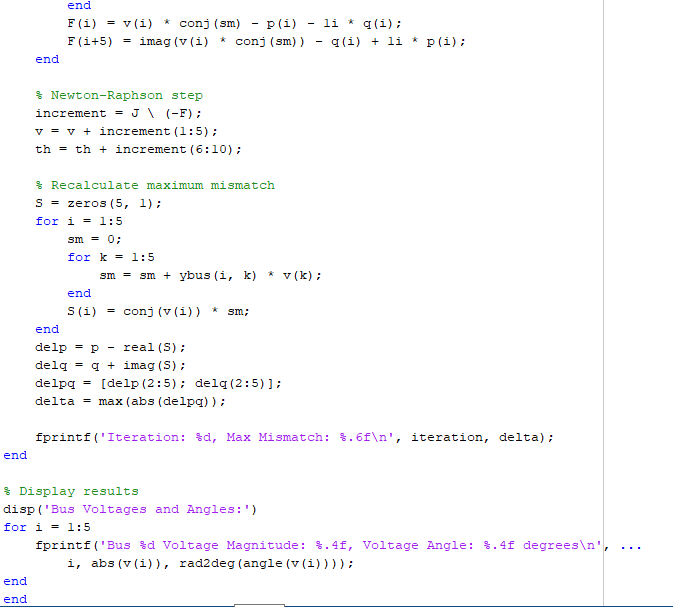 end
F(i) = v(i) * conj(sm) - p(i) - 1i * q(i);
F(i+5) = imag(v(i) * conj(sm)) - q(i) + 1i * p(i);
end
% Newton-Raphson step
increment = J \ (-F);
v = v + increment(1:5);
th = th + increment(6:10);
% Recalculate maximum mismatch
S = zeros(5, 1);
for i = 1:5
sm = 0;
for k = 1:5
sm = sm + ybus(i, k) * v(k);
end
S(i) = conj(v(i)) * sm;
end
delp = p - real(S);
delq = q + imag(S);
delpq = [delp(2:5); delq(2:5)];
delta = max(abs(delpq));
fprintf('Iteration: %d, Max Mismatch: %.6f\n', iteration, delta);
end
% Display results
disp('Bus Voltages and Angles:')
for i = 1:5
fprintf('Bus %d Voltage Magnitude: %.4f, Voltage Angle: %.4f degrees\n', ...
i, abs(v(i)), rad2deg(angle(v(i))));
end
end